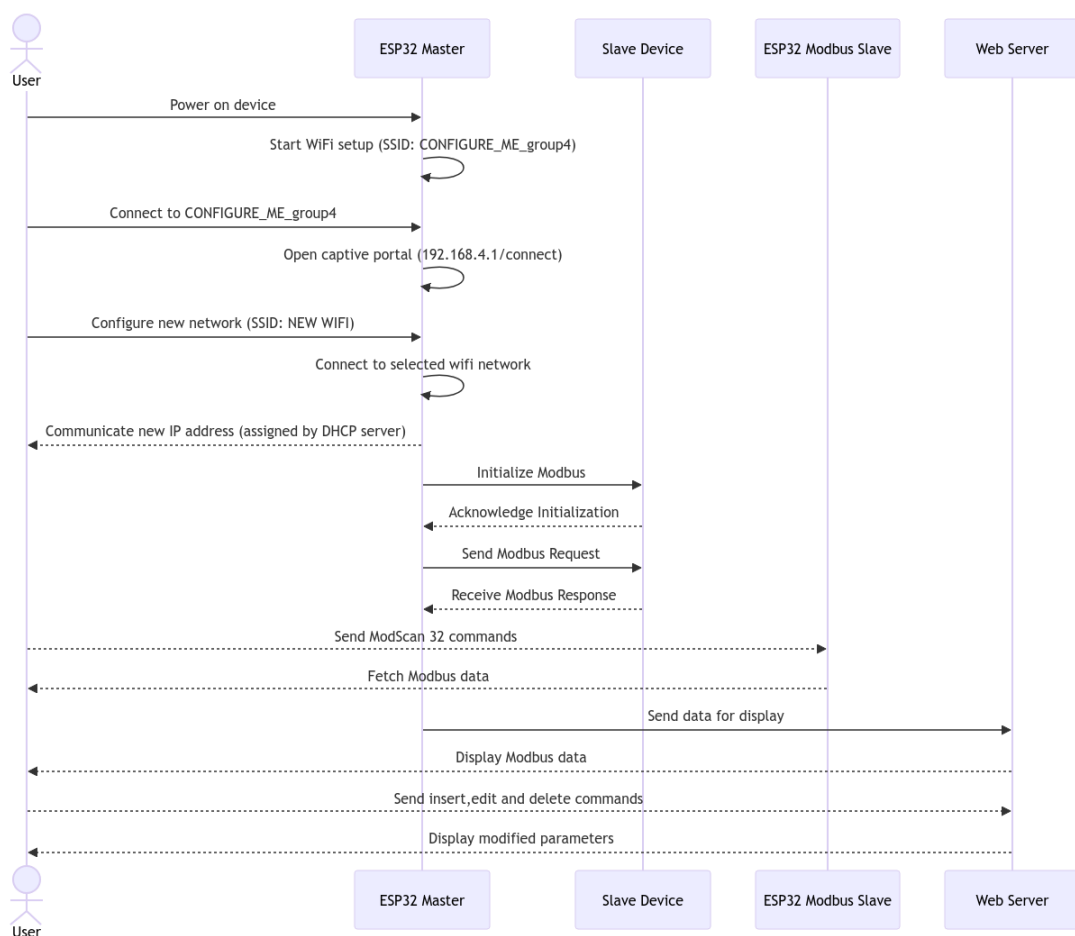 User
ESP32 Master
Slave Device
ESP32 Modbus Slave
Web Server
Power on device
Start WiFi setup (SSID: CONFIGURE_ME_group4)
Connect to CONFIGURE_ME_group4
Open captive portal (192.168.4.1/connect)
Configure new network (SSID: NEW WIFI)
Connect to selected wifi network
Communicate new IP address (assigned by DHCP server)
Initialize Modbus
Acknowledge Initialization
Send Modbus Request
Receive Modbus Response
Send ModScan 32 commands
Fetch Modbus data
Send data for display
Display Modbus data
Send insert,edit and delete commands
Display modified parameters
User
ESP32 Master
Slave Device
ESP32 Modbus Slave
Web Server